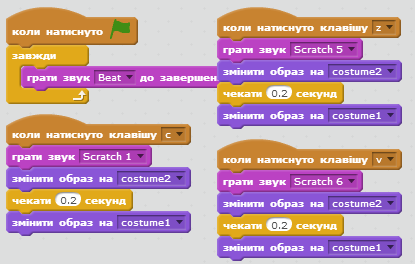 коли натиснуто
завжди
грати звук Beat до завершен
коли натиснуто клавішу c
грати звук Scratch 1
змінити образ на costume2
чекати 0.2 секунд
змінити образ на costume1
коли натиснуто клавішу z
грати звук Scratch 5
змінити образ на costume2
чекати 0.2 секунд
змінити образ на costume1
коли натиснуто клавішу v
грати звук Scratch 6
змінити образ на costume2
чекати 0.2 секунд
змінити образ на costume1